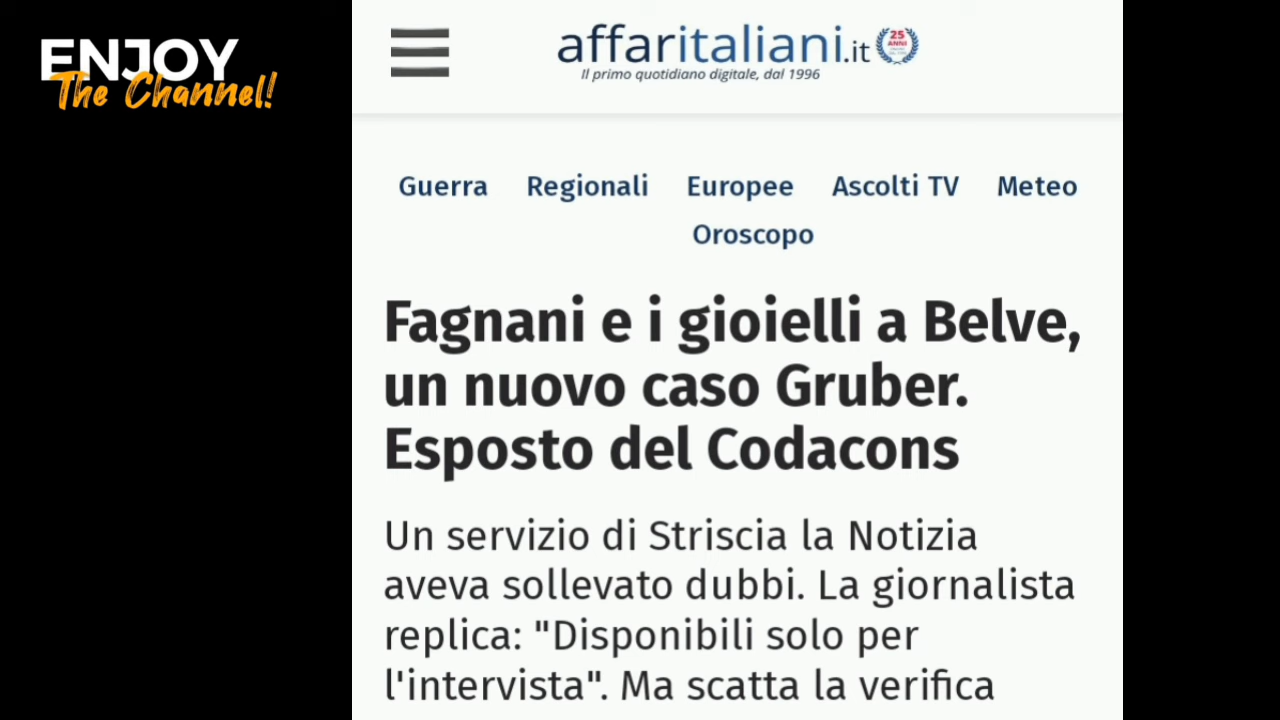 ENJOY
The Channel!
affaritaliani.it
25
ANNI
Il primo quotidiano digitale, dal 1996
Guerra Regionali Europee Ascolti TV Meteo
Oroscopo
Fagnani e i gioielli a Belve,
un nuovo caso Gruber.
Esposto del Codacons
Un servizio di Striscia la Notizia
aveva sollevato dubbi. La giornalista
replica: "Disponibili solo per
l'intervista". Ma scatta la verifica